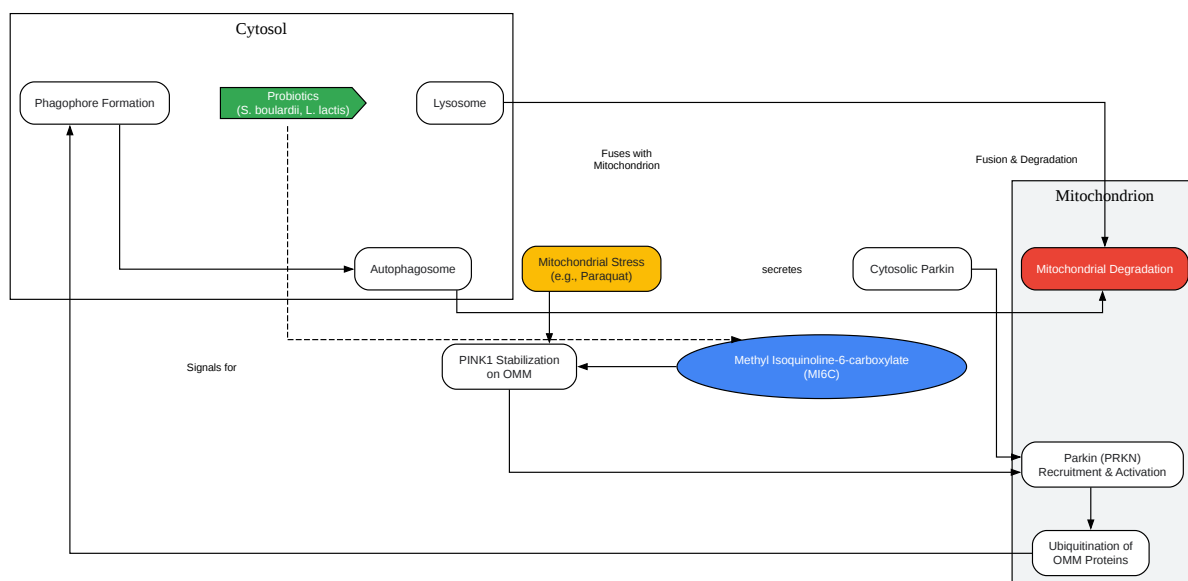 Cytosol
Phagophore Formation
Probiotics
(S. boulardii, L. lactis)
Lysosome
Fuses with
Mitochondrion
Fusion & Degradation
Mitochondrion
Autophagosome
Mitochondrial Stress
(e.g., Paraquat)
secretes
Cytosolic Parkin
Mitochondrial Degradation
Signals for
PINK1 Stabilization
on OMM
Methyl Isoquinoline-6-carboxylate
(MI6C)
Parkin (PRKN)
Recruitment & Activation
Ubiquitination of
OMM Proteins